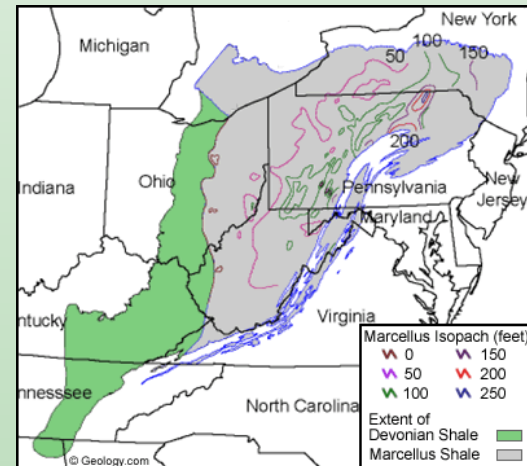 New York
Michigan
50
100
150
Ohio
Indiana
200
Pennsylvania
New
Jersey
Maryland
ntucky
Virginia
nnesssee
North Carolina
Marcellus Isopach (feet)
0
150
50
200
100
250
Extent of
Devonian Shale
Marcellus Shale
© Geology.com